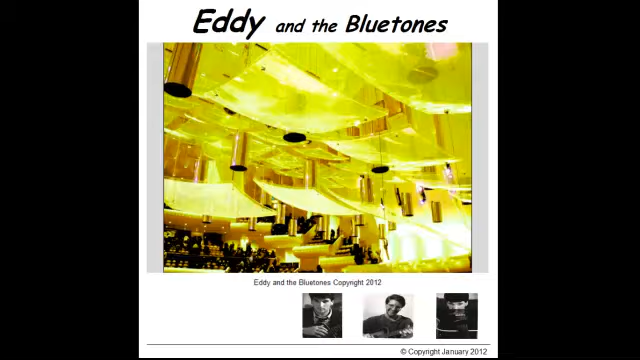 Eddy and the Bluetones
Eddy and the Bluetones Copyright 2012
© Copyright January 2012